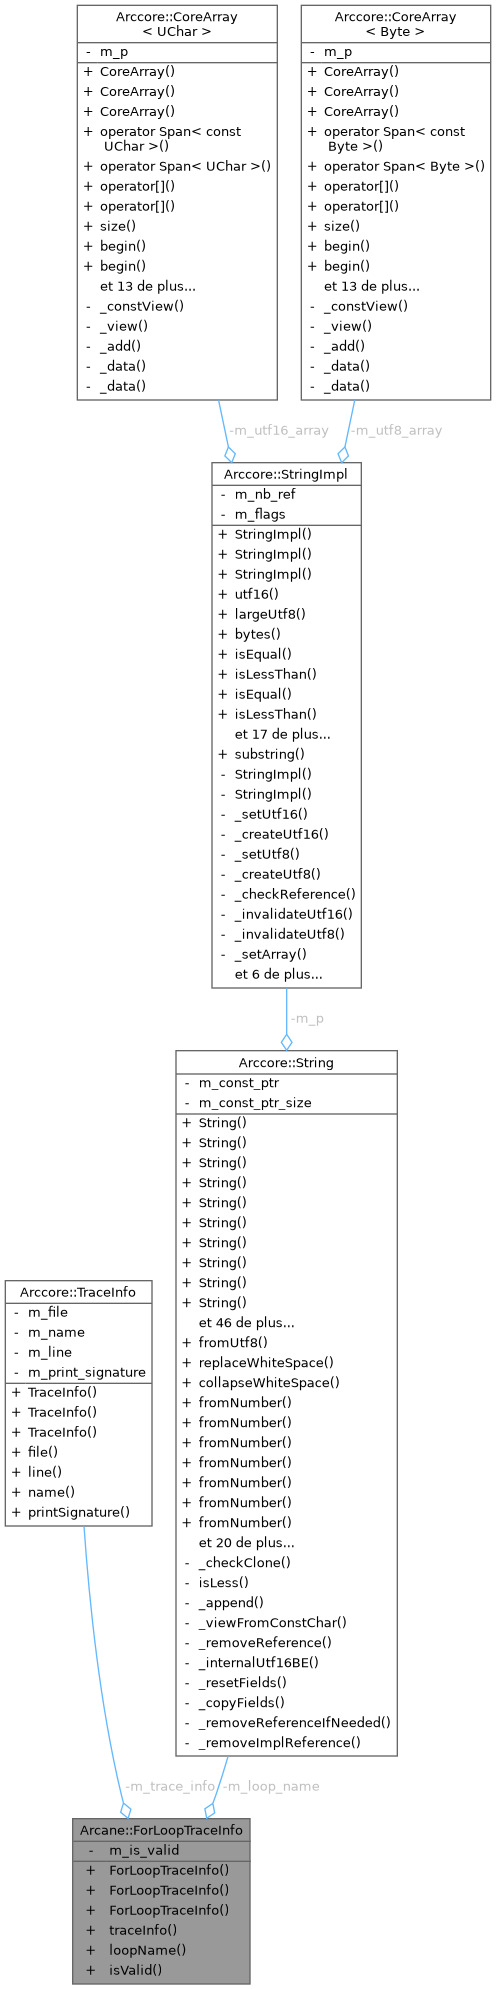 Arccore::CoreArray
< UChar >
- m_p
+ CoreArray()
+ CoreArray()
+ CoreArray()
+ operator Span< const
UChar >()
+ operator Span< UChar >()
+ operator[]()
+ operator[]()
+ size()
+ begin()
+ begin()
et 13 de plus...
- _constView()
- _view()
- _add()
- _data()
- _data()
Arccore::CoreArray
< Byte >
- m_p
+ CoreArray()
+ CoreArray()
+ CoreArray()
+ operator Span< const
Byte >()
+ operator Span< Byte >()
+ operator[]()
+ operator[]()
+ size()
+ begin()
+ begin()
et 13 de plus...
- _constView()
- _view()
- _add()
- _data()
- _data()
-m_utf16_array
-m_utf8_array
Arccore::StringImpl
- m_nb_ref
- m_flags
+ StringImpl()
+ StringImpl()
+ StringImpl()
+ utf16()
+ largeUtf8()
+ bytes()
+ isEqual()
+ isLessThan()
+ isEqual()
+ isLessThan()
et 17 de plus...
+ substring()
- StringImpl()
- StringImpl()
- _setUtf16()
- _createUtf16()
- _setUtf8()
- _createUtf8()
- _checkReference()
- _invalidateUtf16()
- _invalidateUtf8()
- _setArray()
et 6 de plus...
-m_p
Arccore::String
- m_const_ptr
- m_const_ptr_size
+ String()
+ String()
+ String()
+ String()
+ String()
+ String()
+ String()
+ String()
+ String()
+ String()
et 46 de plus...
+ fromUtf8()
+ replaceWhiteSpace()
+ collapseWhiteSpace()
+ fromNumber()
+ fromNumber()
+ fromNumber()
+ fromNumber()
+ fromNumber()
+ fromNumber()
+ fromNumber()
et 20 de plus...
- _checkClone()
- isLess()
- _append()
- _viewFromConstChar()
- _removeReference()
- _internalUtf16BE()
- _resetFields()
- _copyFields()
- _removeReferenceIfNeeded()
- _removeImplReference()
Arccore::TraceInfo
- m_file
- m_name
- m_line
- m_print_signature
+ TraceInfo()
+ TraceInfo()
+ TraceInfo()
+ file()
+ line()
+ name()
+ printSignature()
-m_trace_info
-m_loop_name
Arcane::ForLoopTraceInfo
- m_is_valid
+ ForLoopTraceInfo()
+ ForLoopTraceInfo()
+ ForLoopTraceInfo()
+ traceInfo()
+ loopName()
+ isValid()